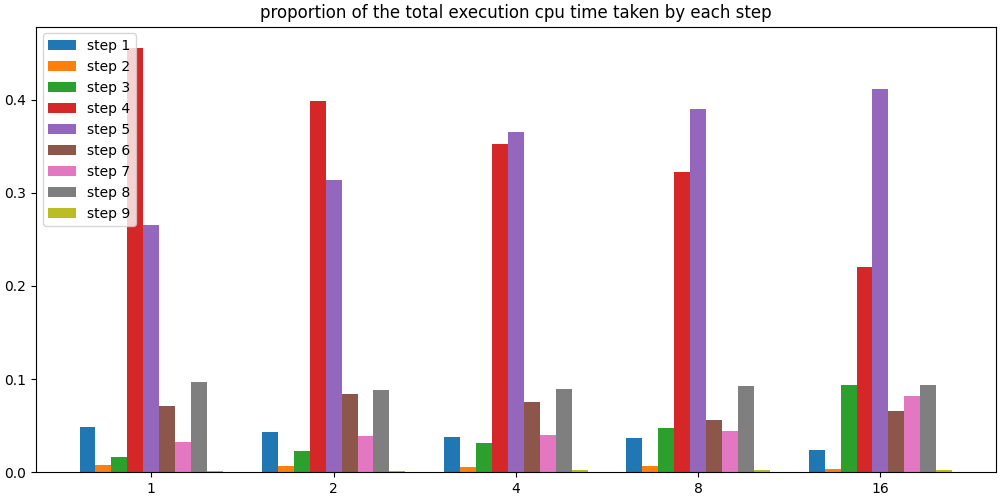 proportion of the total execution cpu time taken by each step
step 1
step 2
step 3
step 4
step 5
step 6
step 7
step 8
step 9
0.4
0.3
0.2
0.1
0.0
1 2 4 8 16